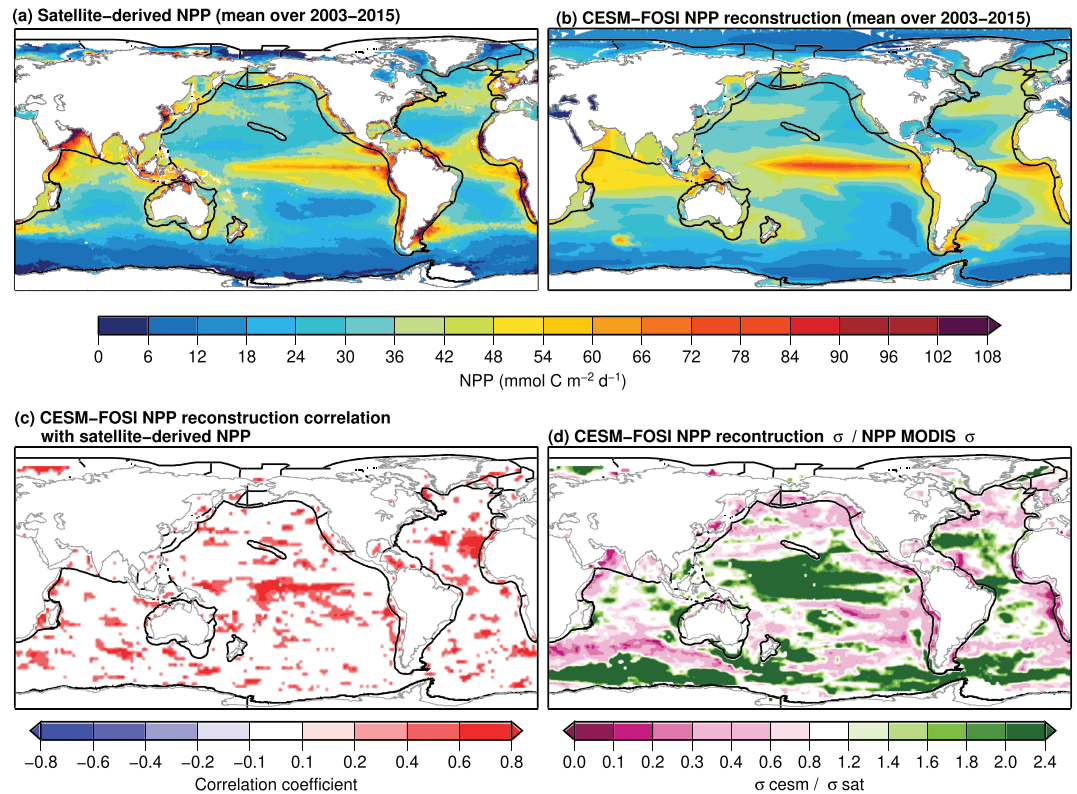 (a) Satellite−derived NPP (mean over 2003−2015)
(b) CESM−FOSI NPP reconstruction (mean over 2003−2015)
0 6 12 18 24 30 36 42 48 54 60 66 72 78 84 90 96 102 108
NPP (mmol C m⁻² d⁻¹)
(c) CESM−FOSI NPP reconstruction correlation
with satellite−derived NPP
(d) CESM−FOSI NPP recontruction σ / NPP MODIS σ
−0.8 −0.6 −0.4 −0.2 −0.1 0.1 0.2 0.4 0.6 0.8
Correlation coefficient
0.0 0.1 0.2 0.3 0.4 0.6 0.8 1.2 1.4 1.6 1.8 2.0 2.4
σ cesm / σ sat